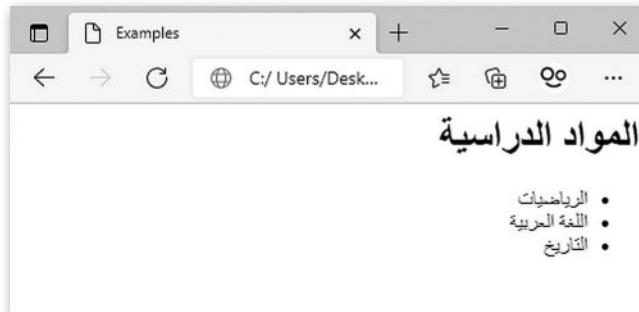 Examples
C:/ Users/Desk...
المواد الدراسية
• الرياضيات
• اللغة العربية
• التاريخ